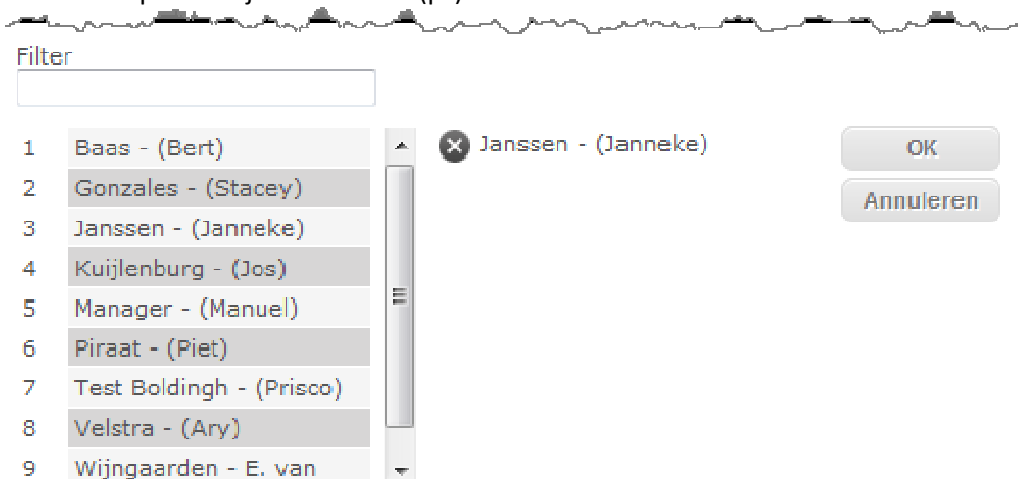 Filter
1 Baas - (Bert)
2 Gonzales - (Stacey)
3 Janssen - (Janneke)
4 Kuijlenburg - (Jos)
5 Manager - (Manuel)
6 Piraat - (Piet)
7 Test Boldingh - (Prisco)
8 Velstra - (Ary)
9 Wijngaarden - E. van
Janssen - (Janneke)
OK
Annuleren